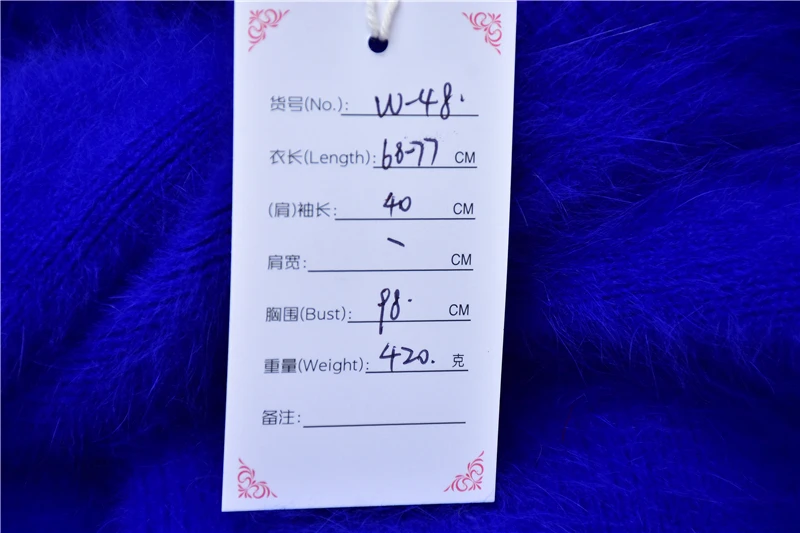 货号(No.): W-48.
衣长(Length): 68-77 CM
(肩)袖长: 40 CM
肩宽: - CM
胸围(Bust): 98. CM
重量(Weight): 420. 克
备注: